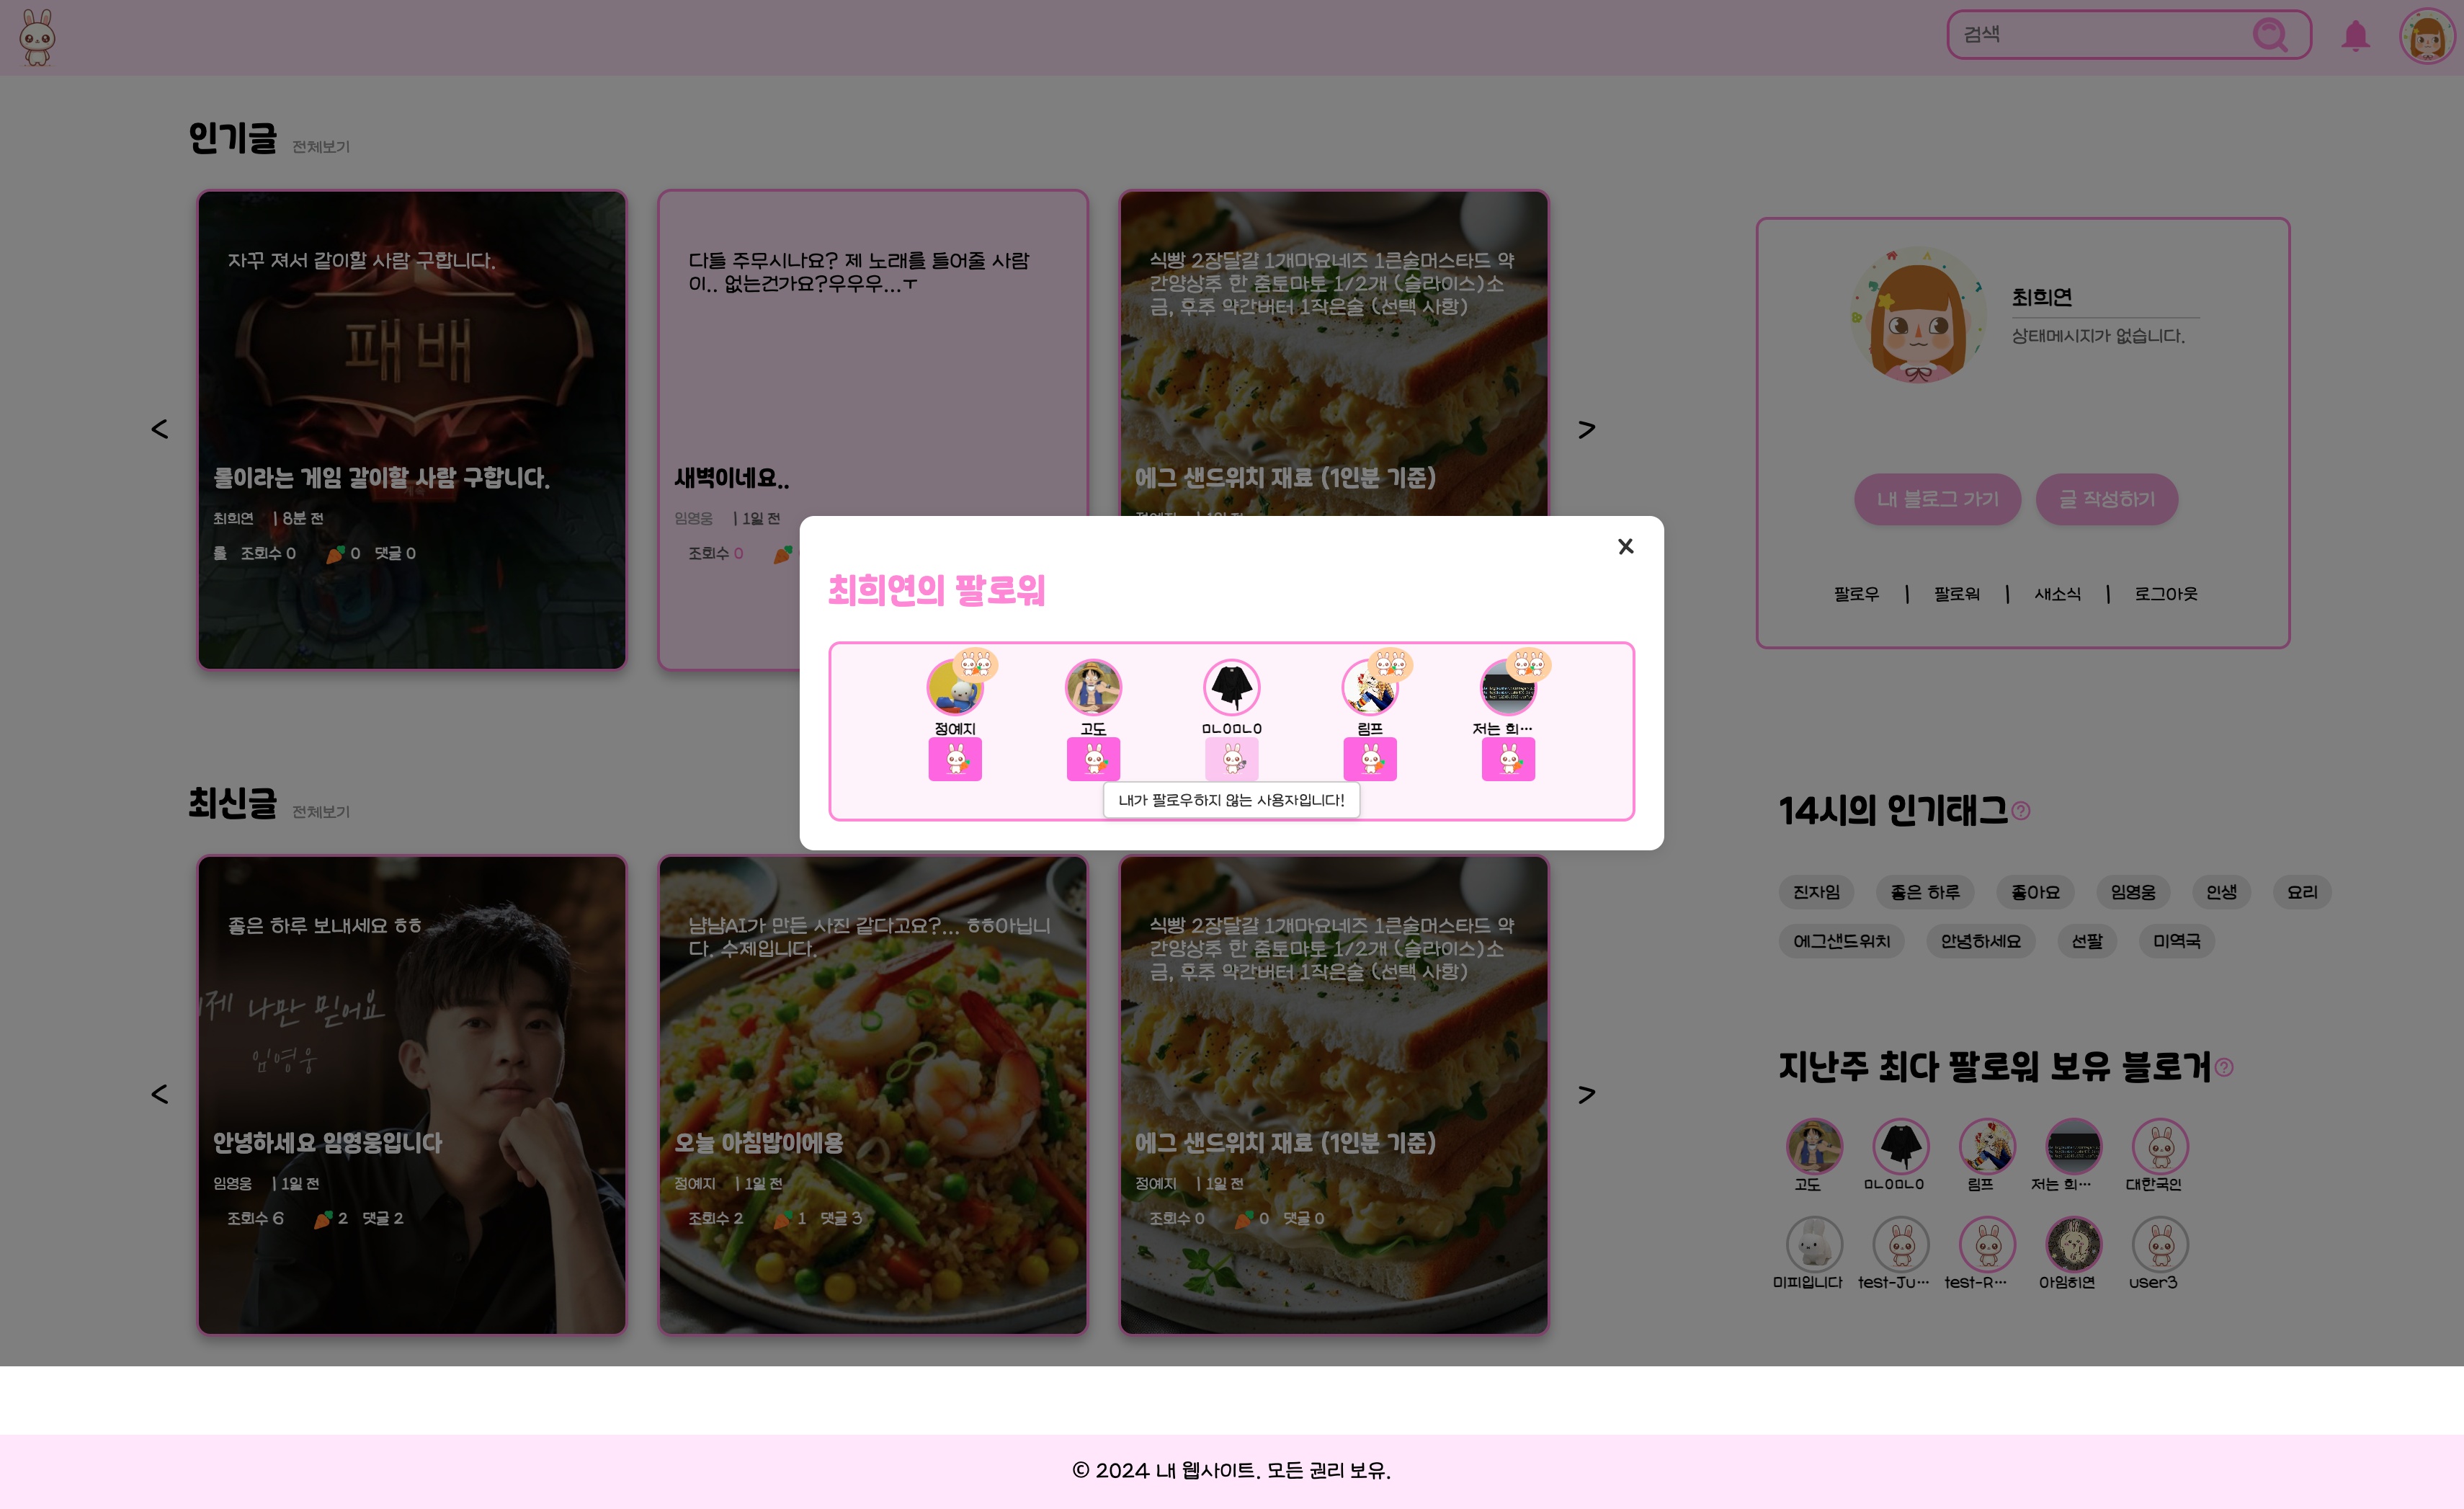 검색
인기글 전체보기
자꾸 져서 같이할 사람 구합니다.
패배
롤이라는 게임 같이할 사람 구합니다.
최희연 | 8분 전
롤 조회수 0 0 댓글 0
다들 주무시나요? 제 노래를 들어줄 사람
이.. 없는건가요?우우우...ㅜ
새벽이네요..
임영웅 | 1일 전
조회수 0
식빵 2장달걀 1개마요네즈 1큰술머스타드 약
간양상추 한 줌토마토 1/2개 (슬라이스)소
금, 후추 약간버터 1작은술 (선택 사항)
에그 샌드위치 재료 (1인분 기준)
<
>
최희연
상태메시지가 없습니다.
내 블로그 가기
글 작성하기
팔로우 | 팔로워 | 새소식 | 로그아웃
X
최희연의 팔로워
정예지
고도
ㅁㄴㅇㅁㄴㅇ
림프
저는 희...
내가 팔로우하지 않는 사용자입니다!
최신글 전체보기
좋은 하루 보내세요 ㅎㅎ
이제 나만 믿어요
임영웅
안녕하세요 임영웅입니다
임영웅 | 1일 전
조회수 6 2 댓글 2
냠냠AI가 만든 사진 같다고요?... ㅎㅎ아닙니
다. 수제입니다.
오늘 아침밥이에용
정예지 | 1일 전
조회수 2 1 댓글 3
식빵 2장달걀 1개마요네즈 1큰술머스타드 약
간양상추 한 줌토마토 1/2개 (슬라이스)소
금, 후추 약간버터 1작은술 (선택 사항)
에그 샌드위치 재료 (1인분 기준)
정예지 | 1일 전
조회수 0 0 댓글 0
<
>
14시의 인기태그 ?
진자임 좋은 하루 좋아요 임영웅 인생 요리
에그샌드위치 안녕하세요 선팔 미역국
지난주 최다 팔로워 보유 블로거 ?
고도 ㅁㄴㅇㅁㄴㅇ 림프 저는 희... 대한국인
미피입니다 test-Ju... test-R... 아임히연 user3
© 2024 내 웹사이트. 모든 권리 보유.